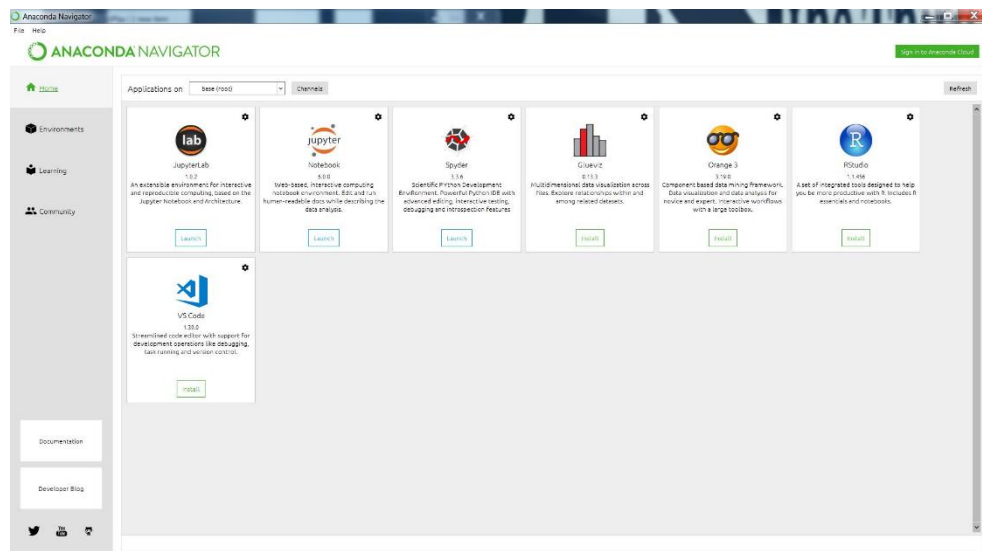 Anaconda Navigator
File Help
ANACONDA NAVIGATOR
Sign in to Anaconda Cloud
Home
Applications on base (root) Channels
Refresh
Environments
Learning
Community
lab
JupyterLab
1.0.2
An extensible environment for interactive
and reproducible computing, based on the
Jupyter Notebook and Architecture.
Launch
jupyter
Notebook
6.0.0
Web-based, interactive computing
notebook environment. Edit and run
human-readable docs while describing the
data analysis.
Launch
Spyder
3.3.6
Scientific Python Development
EnviRonment. Powerful Python IDE with
advanced editing, interactive testing,
debugging and introspection features
Launch
Glueviz
0.13.3
Multidimensional data visualization across
files. Explore relationships within and
among related datasets.
Install
Orange 3
3.19.0
Component based data mining framework.
Data visualization and data analysis for
novice and expert. Interactive workflows
with a large toolbox.
Install
R
RStudio
1.1.456
A set of integrated tools designed to help
you be more productive with R. Includes R
essencials and notebooks.
Install
VS Code
1.39.0
Streamlined code editor with support for
development operations like debugging,
task running and version control.
Install
Documentation
Developer Blog
You
Tube